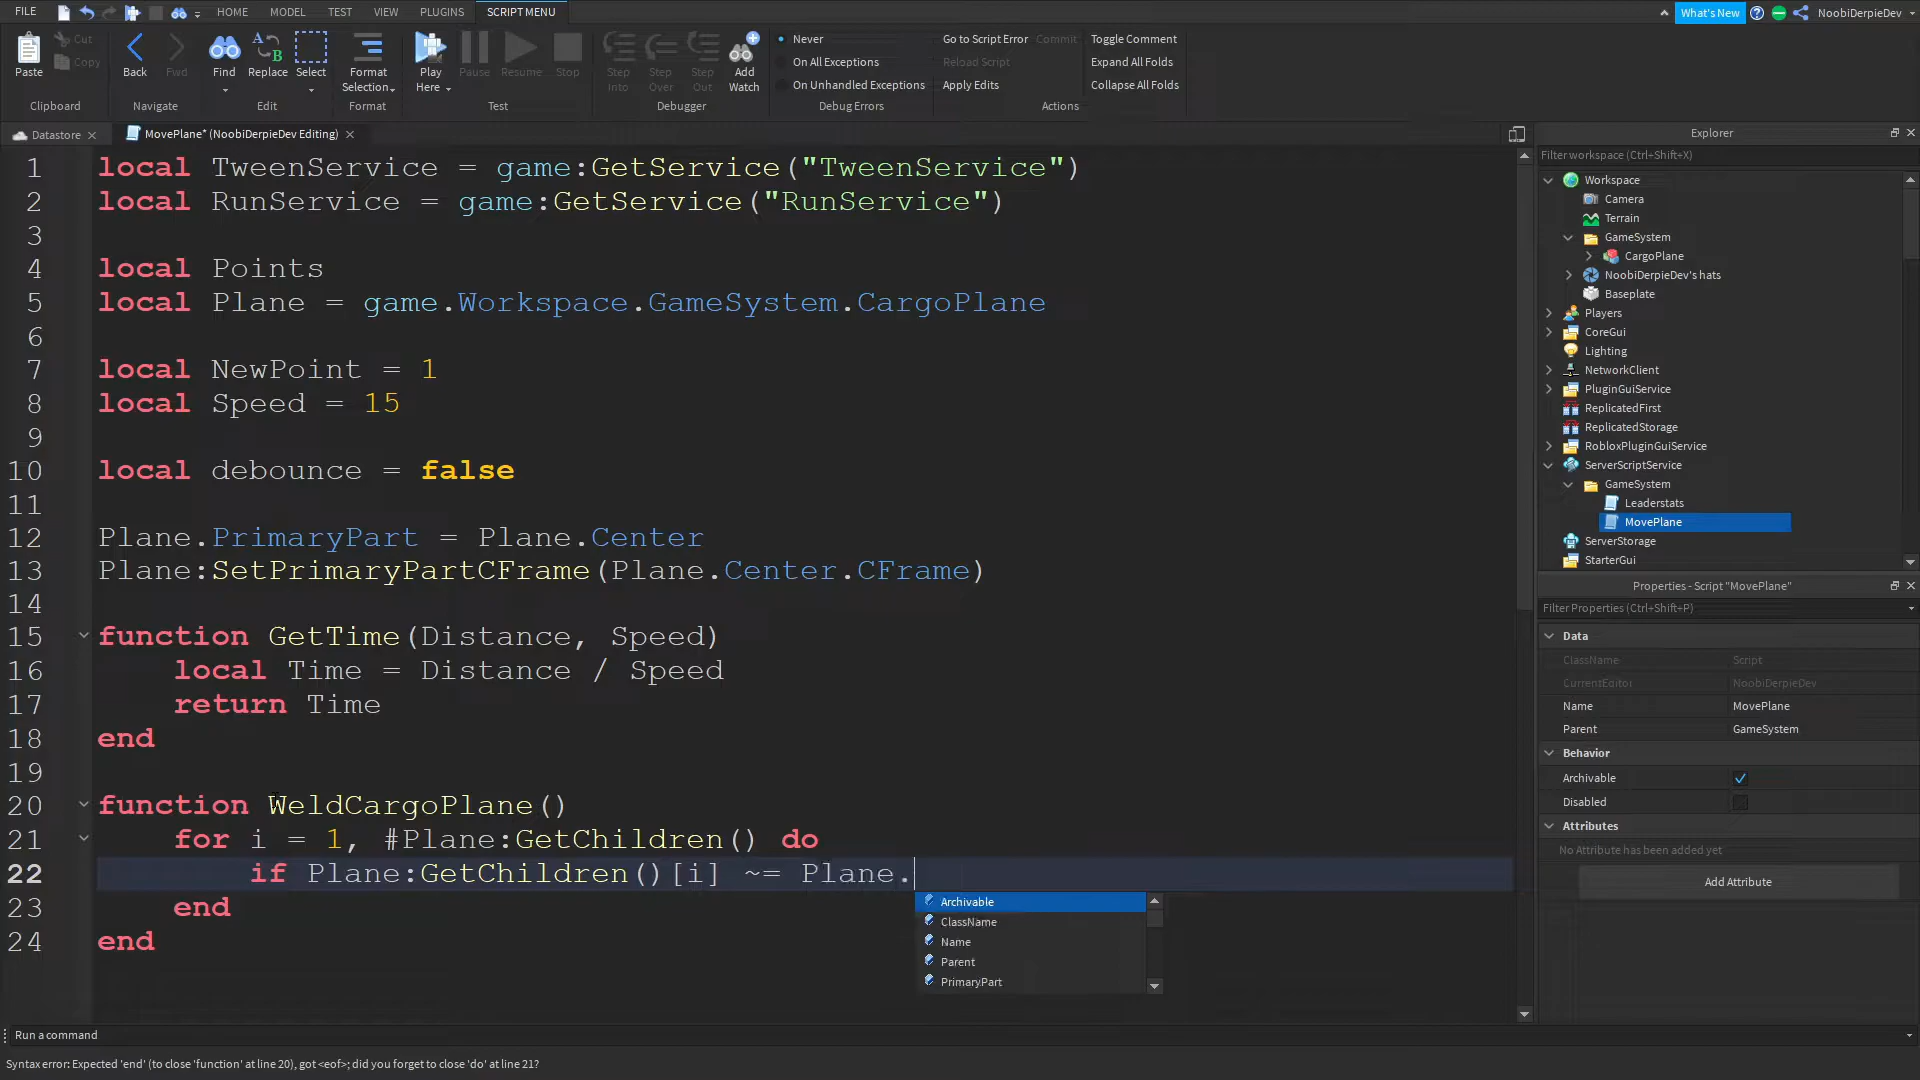 FILE HOME MODEL TEST VIEW PLUGINS SCRIPT MENU What's New NoobiDerpieDev
Paste Cut Copy
Clipboard
Back Fwd
Navigate
Find Replace Select
Edit
Format Selection
Format
Play Here Pause Resume Stop
Test
Step Into Step Over Step Out Add Watch
Debugger
Never
On All Exceptions
On Unhandled Exceptions
Debug Errors
Go to Script Error Commit
Reload Script
Apply Edits
Toggle Comment
Expand All Folds
Collapse All Folds
Actions
Datastore MovePlane* (NoobiDerpieDev Editing)
1 local TweenService = game:GetService("TweenService")
2 local RunService = game:GetService("RunService")
3
4 local Points
5 local Plane = game.Workspace.GameSystem.CargoPlane
6
7 local NewPoint = 1
8 local Speed = 15
9
10 local debounce = false
11
12 Plane.PrimaryPart = Plane.Center
13 Plane:SetPrimaryPartCFrame(Plane.Center.CFrame)
14
15 function GetTime(Distance, Speed)
16 local Time = Distance / Speed
17 return Time
18 end
19
20 function WeldCargoPlane()
21 for i = 1, #Plane:GetChildren() do
22 if Plane:GetChildren()[i] ~= Plane.
23 end
24 end
Archivable
ClassName
Name
Parent
PrimaryPart
Explorer
Filter workspace (Ctrl+Shift+X)
Workspace
Camera
Terrain
GameSystem
CargoPlane
NoobiDerpieDev's hats
Baseplate
Players
CoreGui
Lighting
NetworkClient
PluginGuiService
ReplicatedFirst
ReplicatedStorage
RobloxPluginGuiService
ServerScriptService
GameSystem
Leaderstats
MovePlane
ServerStorage
StarterGui
Properties - Script "MovePlane"
Filter Properties (Ctrl+Shift+P)
Data
ClassName Script
CurrentEditor NoobiDerpieDev
Name MovePlane
Parent GameSystem
Behavior
Archivable
Disabled
Attributes
No Attribute has been added yet
Add Attribute
Run a command
Syntax error: Expected 'end' (to close 'function' at line 20), got <eof>; did you forget to close 'do' at line 21?